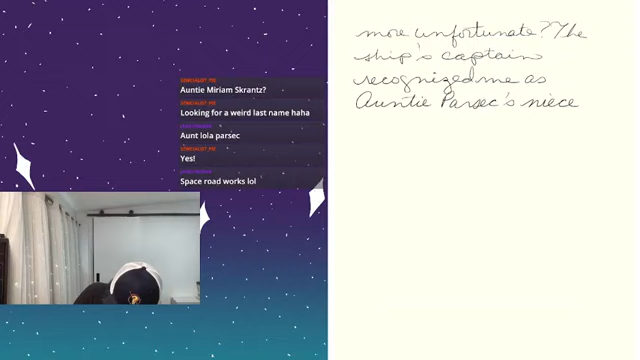 Auntie Miriam Skrantz?
Looking for a weird last name haha
Aunt lola parsec
Yes!
Space road works lol
more unfortunate? The
ship's captain
recognized me as
Auntie Parsec's niece